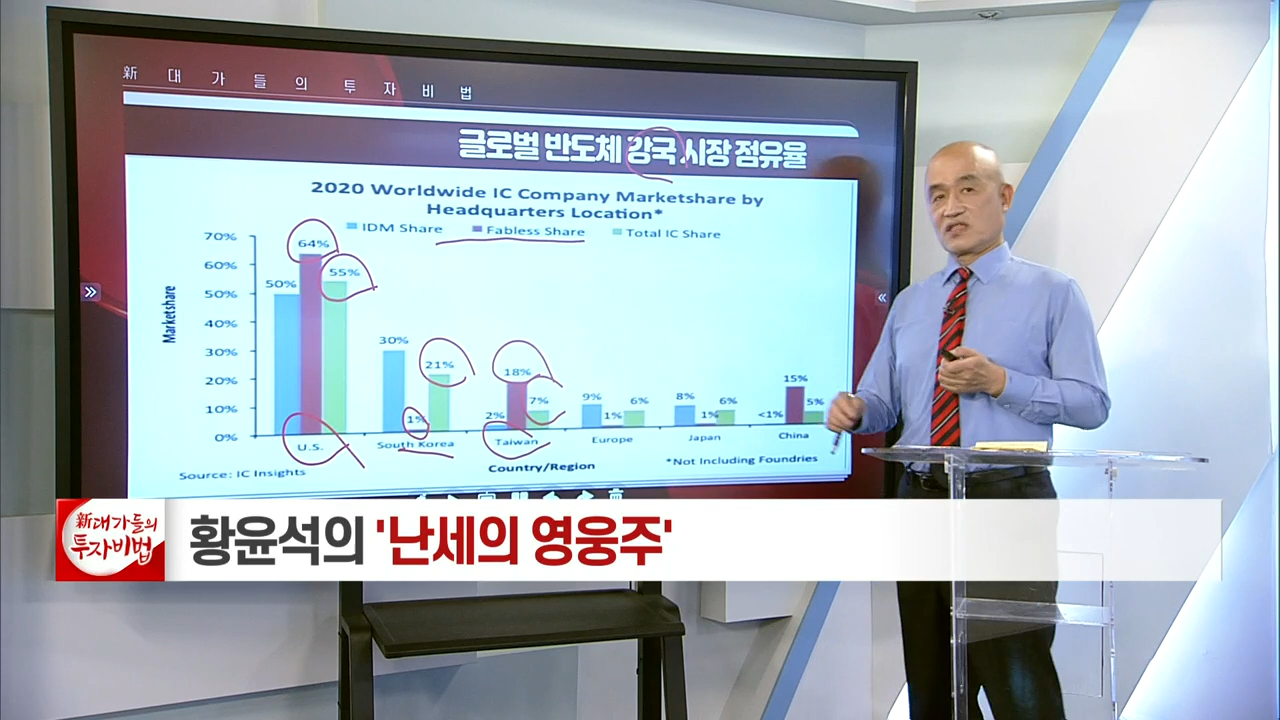 新 대 가 들 의 투 자 비 법
글로벌 반도체 강국 시장 점유율
2020 Worldwide IC Company Marketshare by
Headquarters Location*
IDM Share Fabless Share Total IC Share
Marketshare
70%
60%
50%
40%
30%
20%
10%
0%
50% 64% 55%
30% 1% 21%
2% 18% 7%
9% 1% 6%
8% 1% 6%
<1% 15% 5%
U.S. South Korea Taiwan Europe Japan China
Country/Region
Source: IC Insights
*Not Including Foundries
新대가들의
투자비법
황윤석의 '난세의 영웅주'